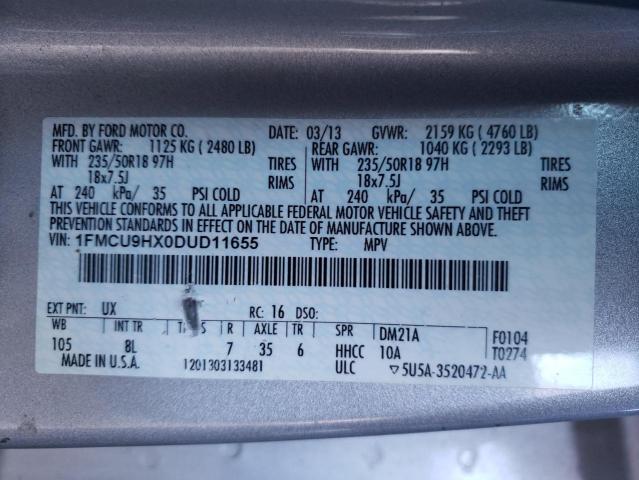 MFD. BY FORD MOTOR CO. DATE: 03/13 GVWR: 2159 KG ( 4760 LB)
FRONT GAWR: 1125 KG ( 2480 LB) REAR GAWR: 1040 KG ( 2293 LB)
WITH 235/50R18 97H TIRES WITH 235/50R18 97H TIRES
18x7.5J RIMS 18x7.5J RIMS
AT 240 kPa/ 35 PSI COLD AT 240 kPa/ 35 PSI COLD
THIS VEHICLE CONFORMS TO ALL APPLICABLE FEDERAL MOTOR VEHICLE SAFETY AND THEFT
PREVENTION STANDARDS IN EFFECT ON THE DATE OF MANUFACTURE SHOWN ABOVE.
VIN: 1FMCU9HX0DUD11655 TYPE: MPV
EXT PNT: UX RC: 16 DSO:
WB INT TR R AXLE TR SPR DM21A F0104
105 8L 7 35 6 HHCC 10A T0274
MADE IN U.S.A. 1201303133481 ULC ▽5U5A-3520472-AA